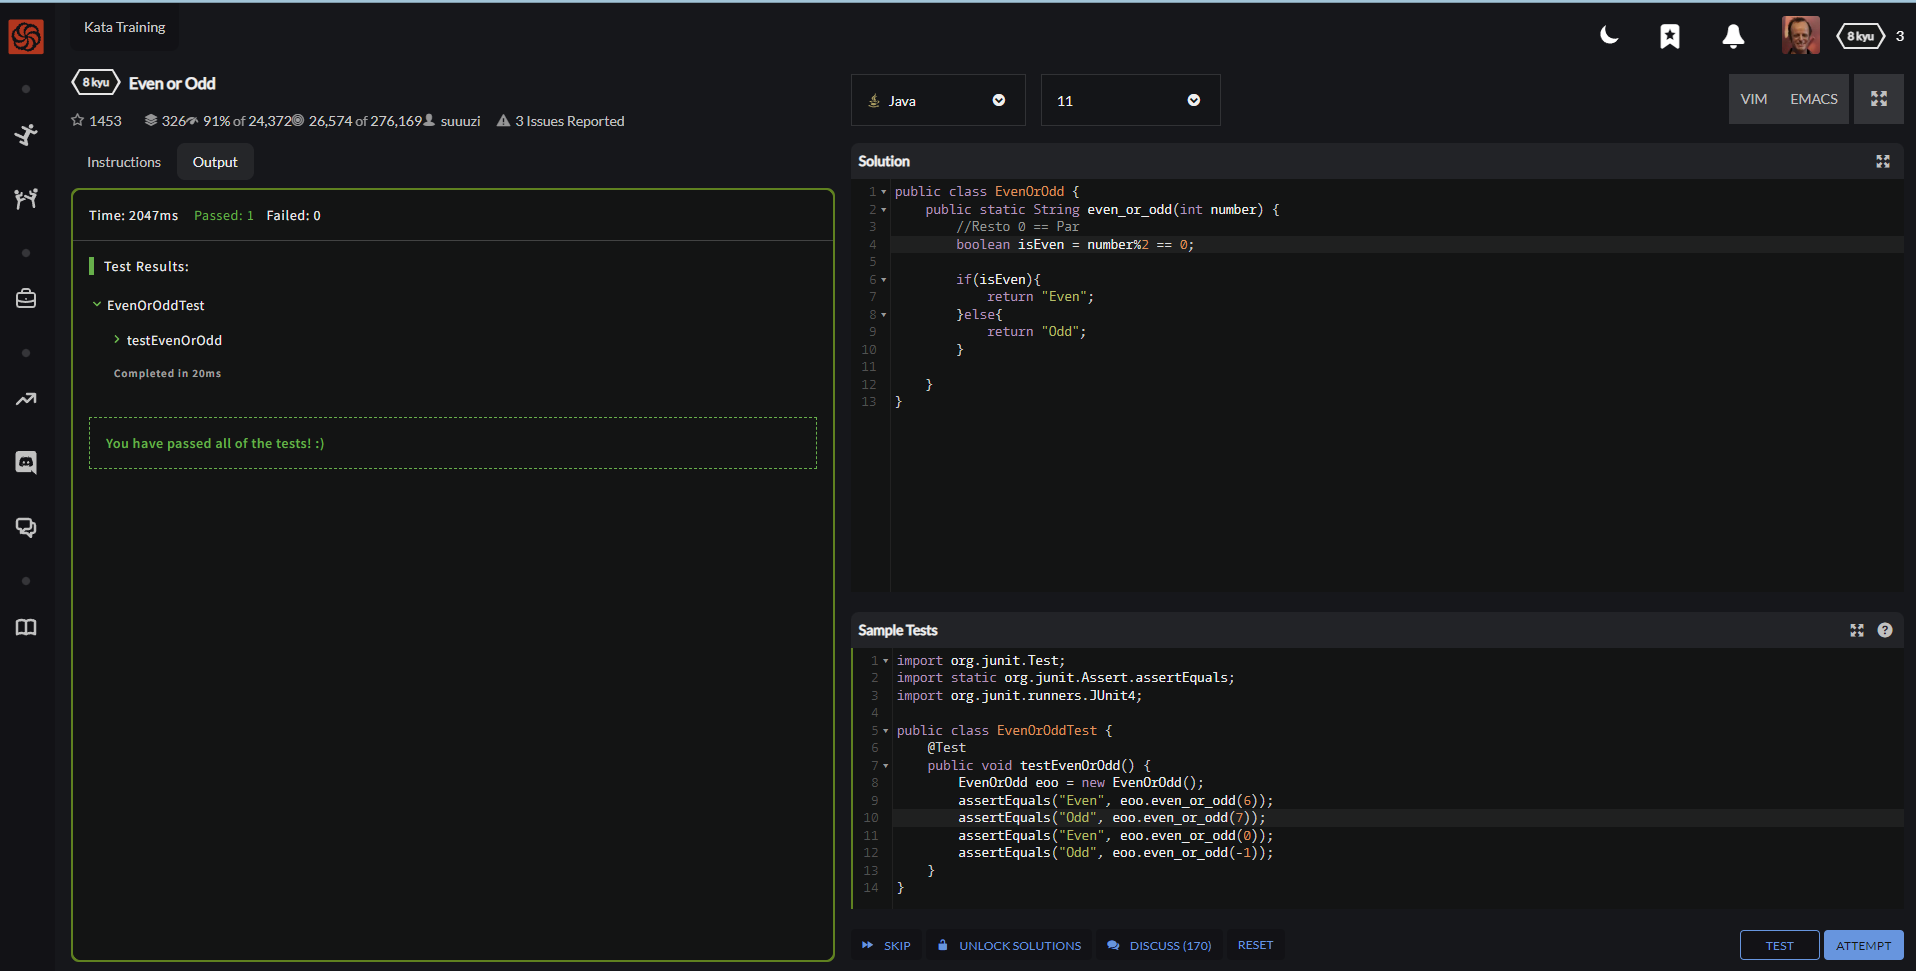 Kata Training
8 kyu
3
8 kyu Even or Odd
1453 326 91% of 24,372 26,574 of 276,169 suuuzi 3 Issues Reported
Java
11
VIM EMACS
Instructions Output
Time: 2047ms Passed: 1 Failed: 0
Test Results:
EvenOrOddTest
testEvenOrOdd
Completed in 20ms
You have passed all of the tests! :)
Solution
1 public class EvenOrOdd {
2 public static String even_or_odd(int number) {
3 //Resto 0 == Par
4 boolean isEven = number%2 == 0;
5
6 if(isEven){
7 return "Even";
8 }else{
9 return "Odd";
10 }
11
12 }
13 }
Sample Tests
1 import org.junit.Test;
2 import static org.junit.Assert.assertEquals;
3 import org.junit.runners.JUnit4;
4
5 public class EvenOrOddTest {
6 @Test
7 public void testEvenOrOdd() {
8 EvenOrOdd eoo = new EvenOrOdd();
9 assertEquals("Even", eoo.even_or_odd(6));
10 assertEquals("Odd", eoo.even_or_odd(7));
11 assertEquals("Even", eoo.even_or_odd(0));
12 assertEquals("Odd", eoo.even_or_odd(-1));
13 }
14 }
SKIP UNLOCK SOLUTIONS DISCUSS (170) RESET
TEST ATTEMPT